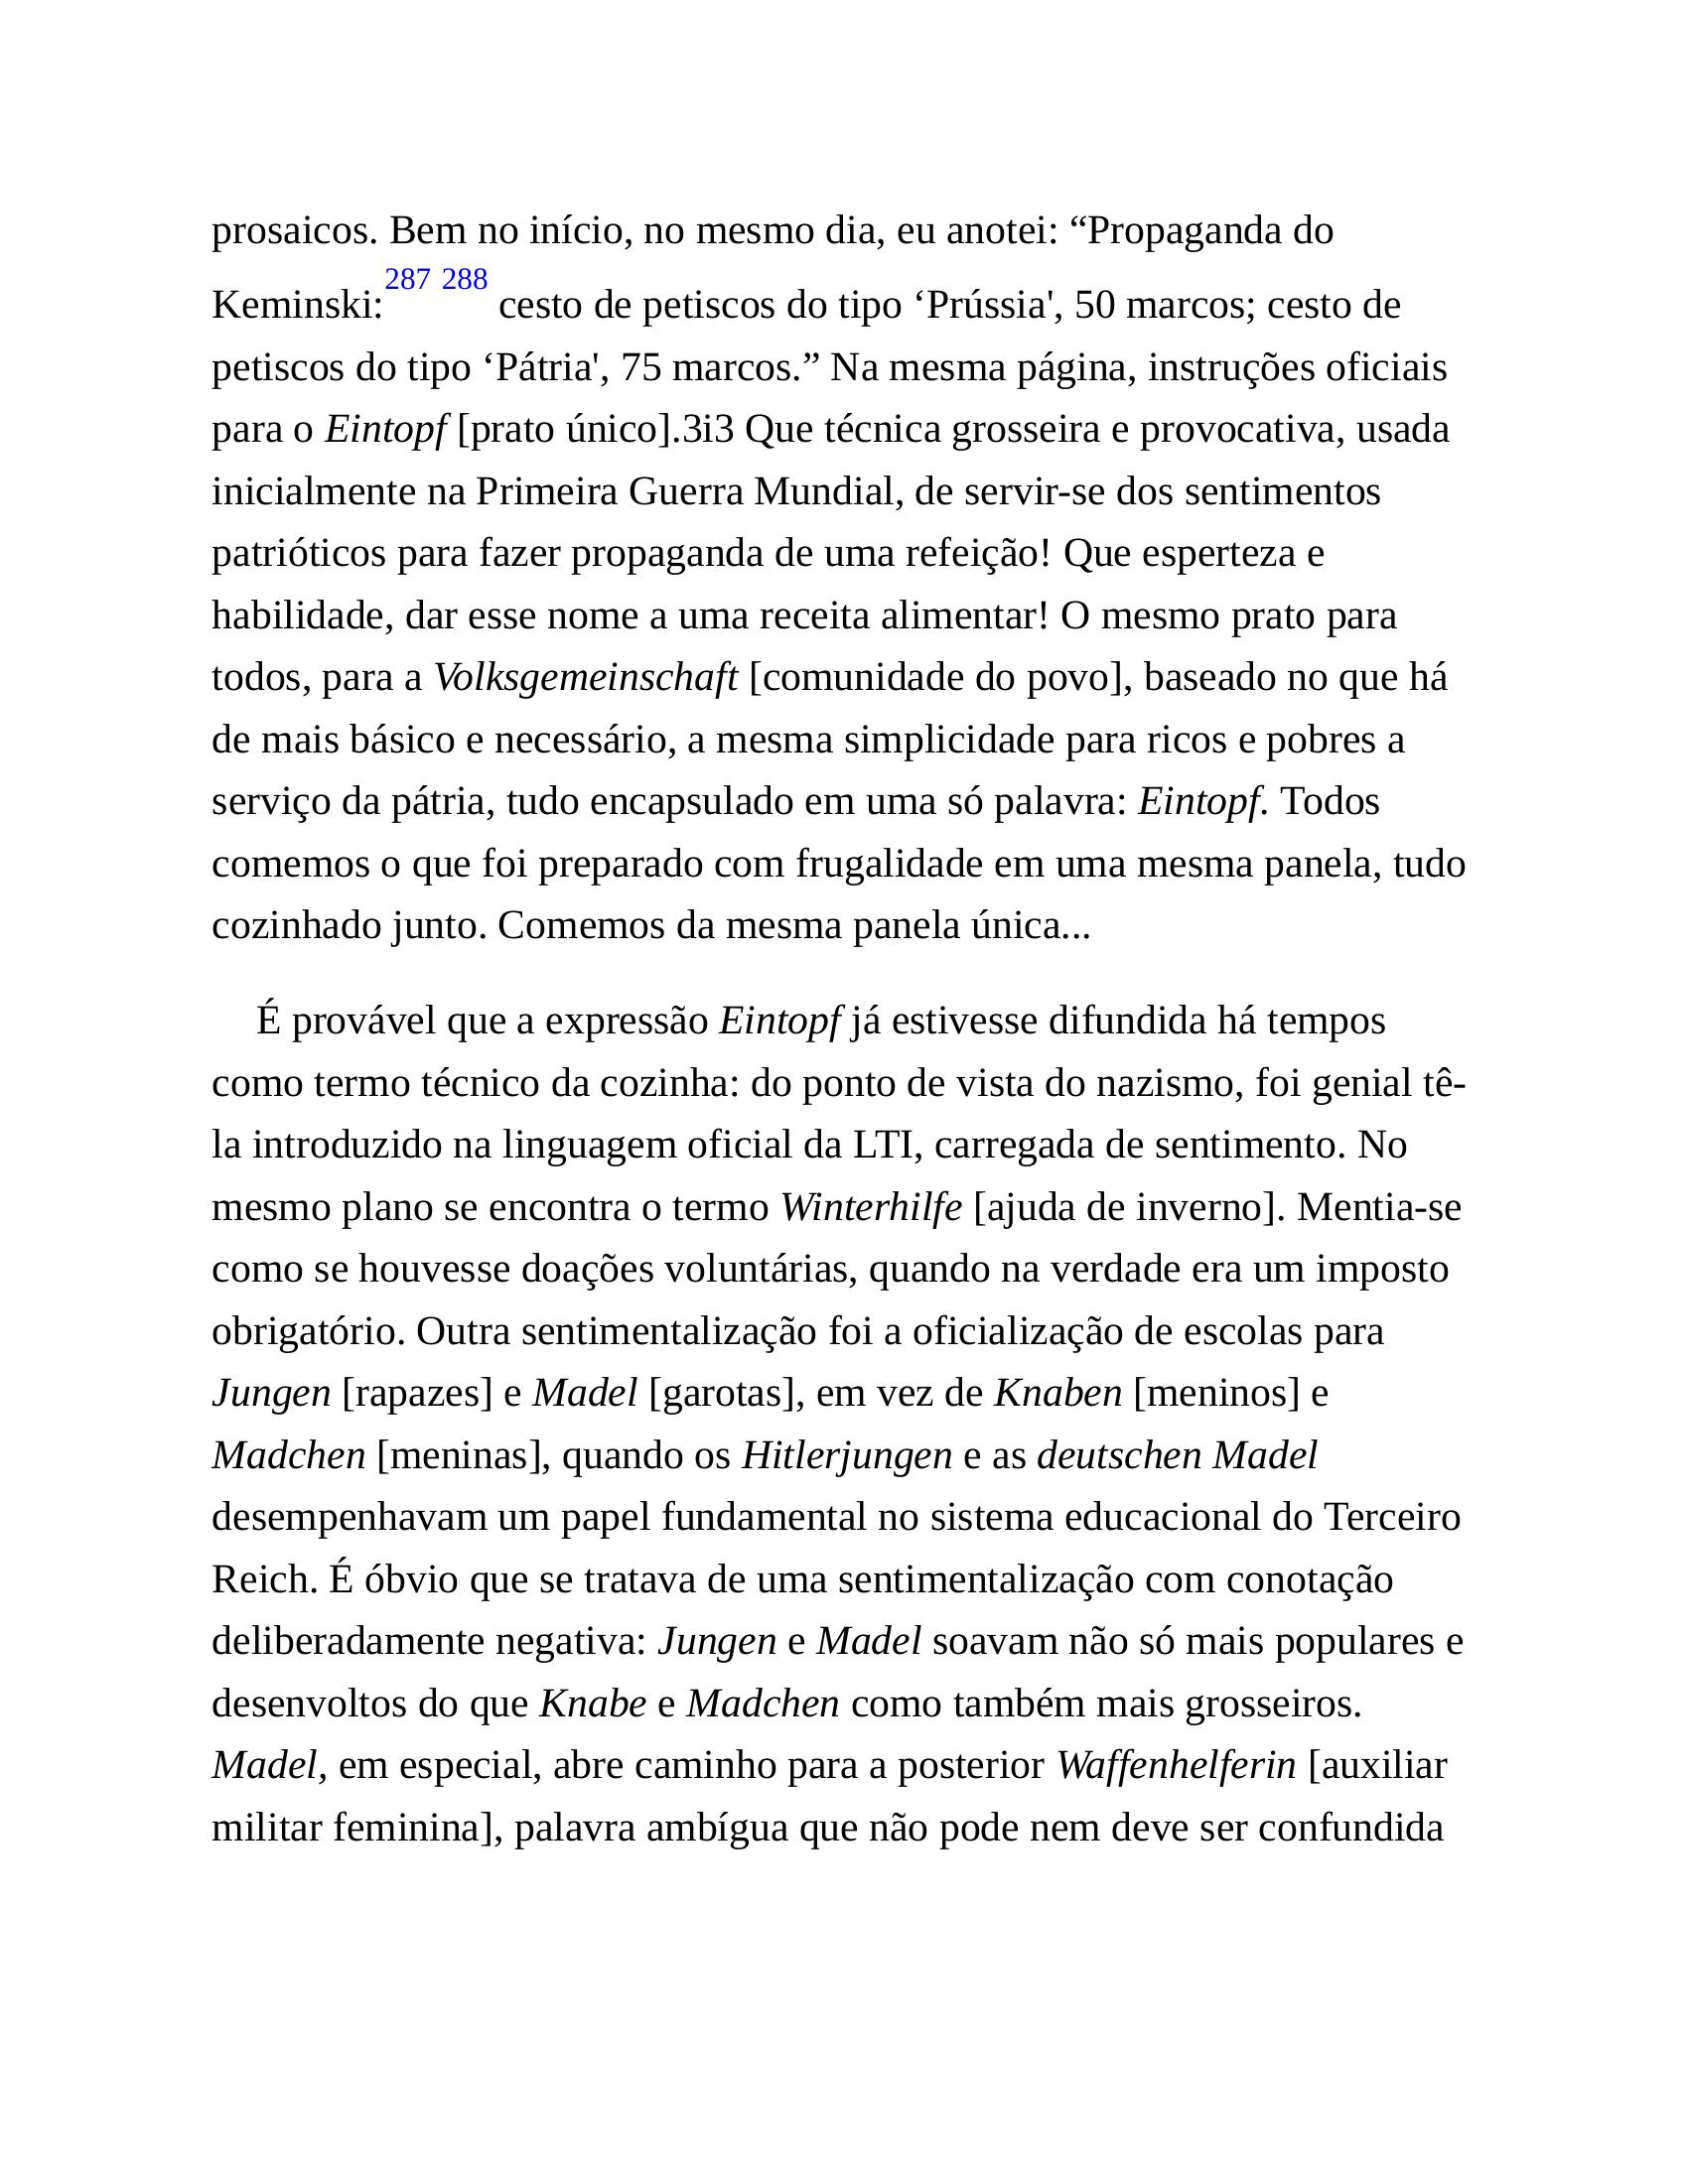 prosaicos. Bem no início, no mesmo dia, eu anotei: “Propaganda do
Keminski:287 288 cesto de petiscos do tipo ‘Prússia', 50 marcos; cesto de
petiscos do tipo ‘Pátria', 75 marcos.” Na mesma página, instruções oficiais
para o Eintopf [prato único].3i3 Que técnica grosseira e provocativa, usada
inicialmente na Primeira Guerra Mundial, de servir-se dos sentimentos
patrióticos para fazer propaganda de uma refeição! Que esperteza e
habilidade, dar esse nome a uma receita alimentar! O mesmo prato para
todos, para a Volksgemeinschaft [comunidade do povo], baseado no que há
de mais básico e necessário, a mesma simplicidade para ricos e pobres a
serviço da pátria, tudo encapsulado em uma só palavra: Eintopf. Todos
comemos o que foi preparado com frugalidade em uma mesma panela, tudo
cozinhado junto. Comemos da mesma panela única...
É provável que a expressão Eintopf já estivesse difundida há tempos
como termo técnico da cozinha: do ponto de vista do nazismo, foi genial tê-
la introduzido na linguagem oficial da LTI, carregada de sentimento. No
mesmo plano se encontra o termo Winterhilfe [ajuda de inverno]. Mentia-se
como se houvesse doações voluntárias, quando na verdade era um imposto
obrigatório. Outra sentimentalização foi a oficialização de escolas para
Jungen [rapazes] e Madel [garotas], em vez de Knaben [meninos] e
Madchen [meninas], quando os Hitlerjungen e as deutschen Madel
desempenhavam um papel fundamental no sistema educacional do Terceiro
Reich. É óbvio que se tratava de uma sentimentalização com conotação
deliberadamente negativa: Jungen e Madel soavam não só mais populares e
desenvoltos do que Knabe e Madchen como também mais grosseiros.
Madel, em especial, abre caminho para a posterior Waffenhelferin [auxiliar
militar feminina], palavra ambígua que não pode nem deve ser confundida